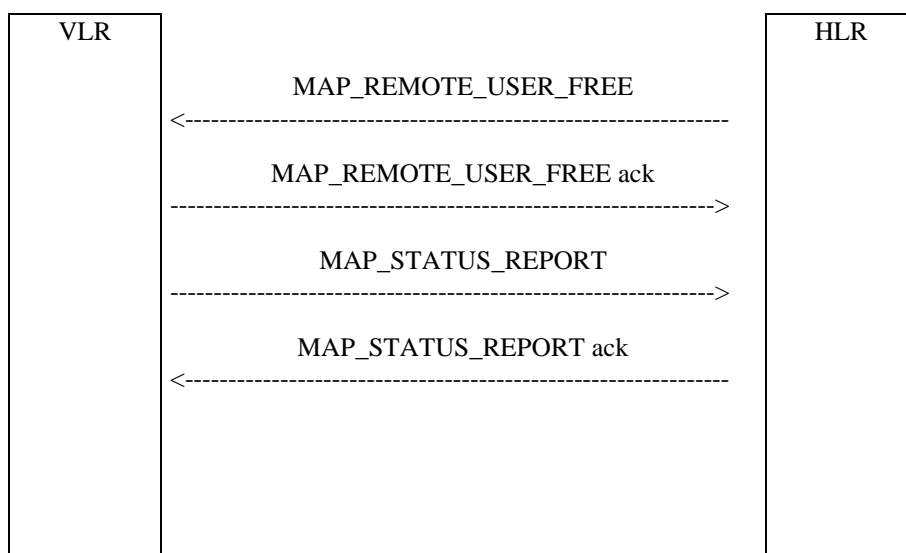 VLR HLR
MAP_REMOTE_USER_FREE
MAP_REMOTE_USER_FREE ack
MAP_STATUS_REPORT
MAP_STATUS_REPORT ack